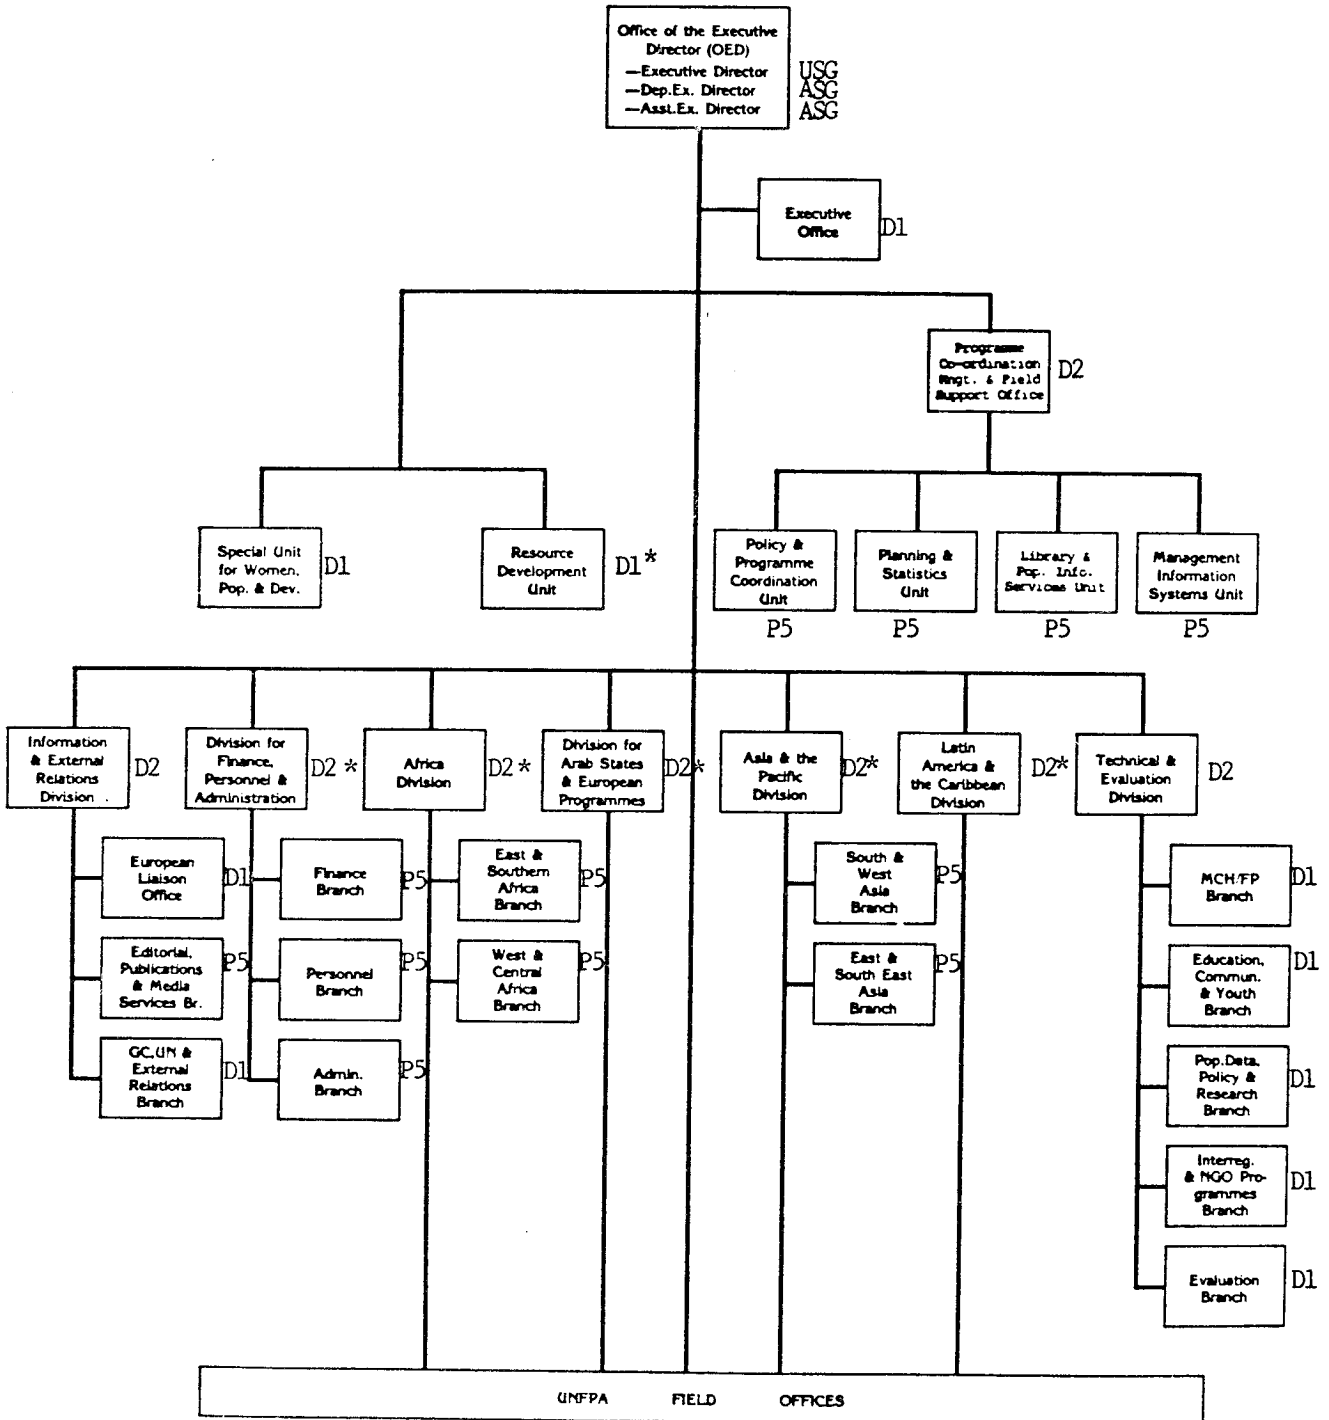 Office of the Executive
Director (OED)
—Executive Director USG
—Dep.Ex. Director ASG
—Asst.Ex. Director ASG
Executive
Office
D1
Programme
Co-ordination
Mngt. & Field
Support Office
D2
Special Unit
for Women,
Pop. & Dev.
D1
Resource
Development
Unit
D1*
Policy &
Programme
Coordination
Unit
P5
Planning &
Statistics
Unit
P5
Library &
Pop. Info.
Services Unit
P5
Management
Information
Systems Unit
P5
Information
& External
Relations
Division
D2
Division for
Finance,
Personnel &
Administration
D2 *
Africa
Division
D2 *
Division for
Arab States
& European
Programmes
D2*
Asia & the
Pacific
Division
D2*
Latin
America &
the Caribbean
Division
D2*
Technical &
Evaluation
Division
D2
European
Liaison
Office
D1
Editorial,
Publications
& Media
Services Br.
P5
GC,UN &
External
Relations
Branch
D1
Finance
Branch
P5
Personnel
Branch
P5
Admin.
Branch
P5
East &
Southern
Africa
Branch
P5
West &
Central
Africa
Branch
P5
South &
West
Asia
Branch
P5
East &
South East
Asia
Branch
P5
MCH/FP
Branch
D1
Education,
Commun.
& Youth
Branch
D1
Pop.Data,
Policy &
Research
Branch
D1
Interreg.
& NGO Pro-
grammes
Branch
D1
Evaluation
Branch
D1
UNFPA FIELD OFFICES